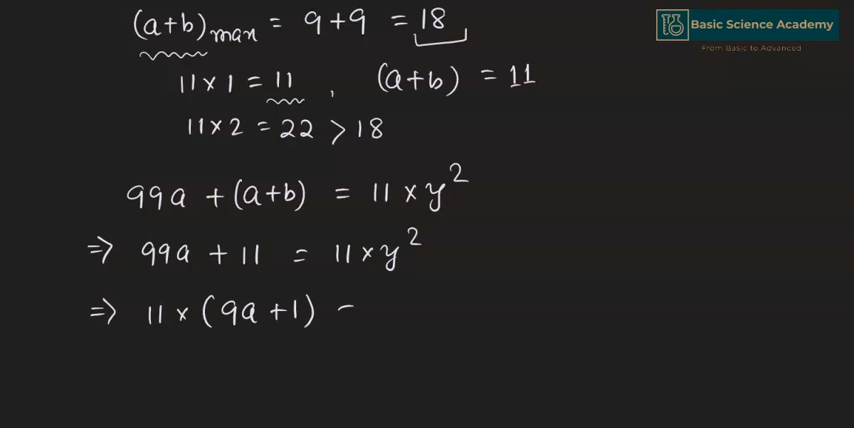 (a+b)max = 9+9 = 18
Basic Science Academy
From Basic to Advanced
11 x 1 = 11 , (a+b) = 11
11 x 2 = 22 > 18
99a + (a+b) = 11 x y²
=> 99a + 11 = 11 x y²
=> 11 x (9a+1) -